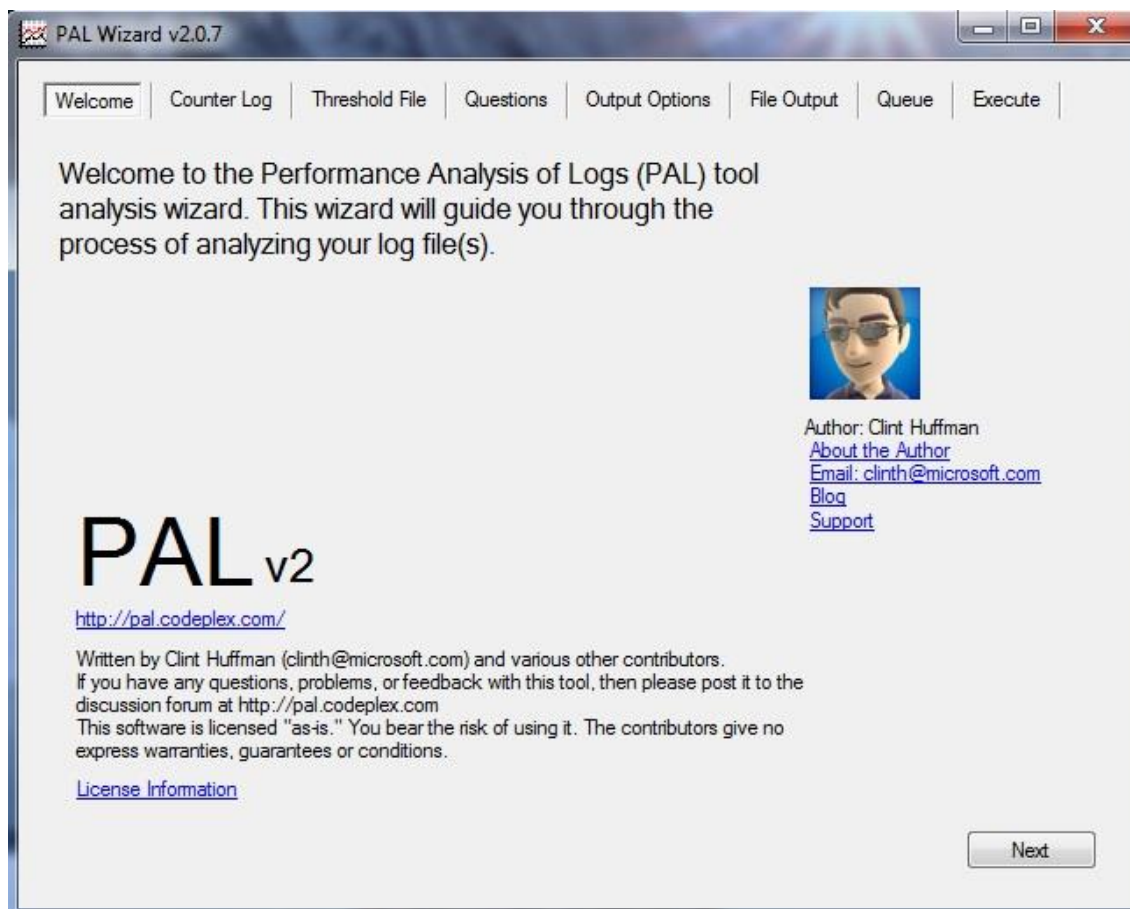 PAL Wizard v2.0.7
Welcome Counter Log Threshold File Questions Output Options File Output Queue Execute
Welcome to the Performance Analysis of Logs (PAL) tool
analysis wizard. This wizard will guide you through the
process of analyzing your log file(s).
Author: Clint Huffman
About the Author
Email: clinth@microsoft.com
Blog
Support
PAL v2
http://pal.codeplex.com/
Written by Clint Huffman (clinth@microsoft.com) and various other contributors.
If you have any questions, problems, or feedback with this tool, then please post it to the
discussion forum at http://pal.codeplex.com
This software is licensed "as-is." You bear the risk of using it. The contributors give no
express warranties, guarantees or conditions.
License Information
Next